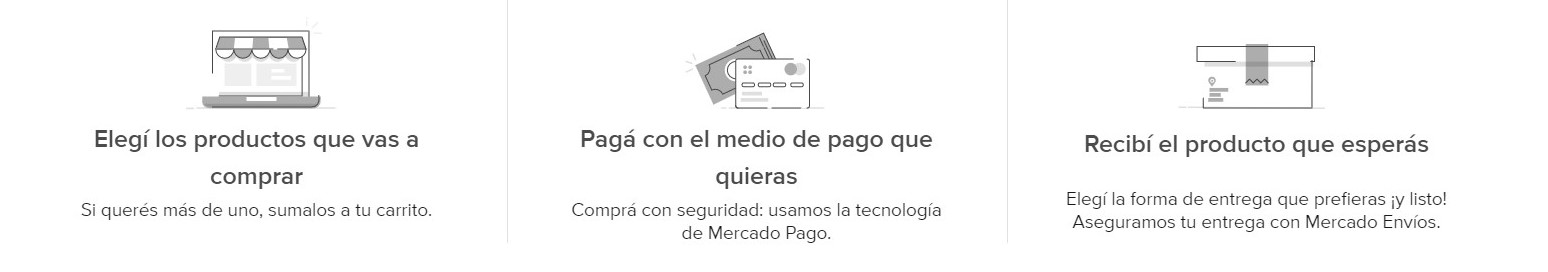 Elegí los productos que vas a
comprar
Si querés más de uno, sumalos a tu carrito.
Pagá con el medio de pago que
quieras
Comprá con seguridad: usamos la tecnología
de Mercado Pago.
Recibí el producto que esperás
Elegí la forma de entrega que prefieras ¡y listo!
Aseguramos tu entrega con Mercado Envíos.